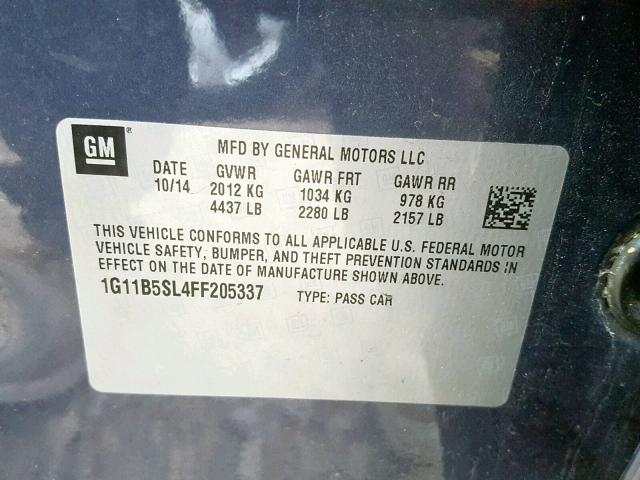 GM
MFD BY GENERAL MOTORS LLC
DATE GVWR GAWR FRT GAWR RR
10/14 2012 KG 1034 KG 978 KG
4437 LB 2280 LB 2157 LB
THIS VEHICLE CONFORMS TO ALL APPLICABLE U.S. FEDERAL MOTOR
VEHICLE SAFETY, BUMPER, AND THEFT PREVENTION STANDARDS IN
EFFECT ON THE DATE OF MANUFACTURE SHOWN ABOVE.
1G11B5SL4FF205337 TYPE: PASS CAR